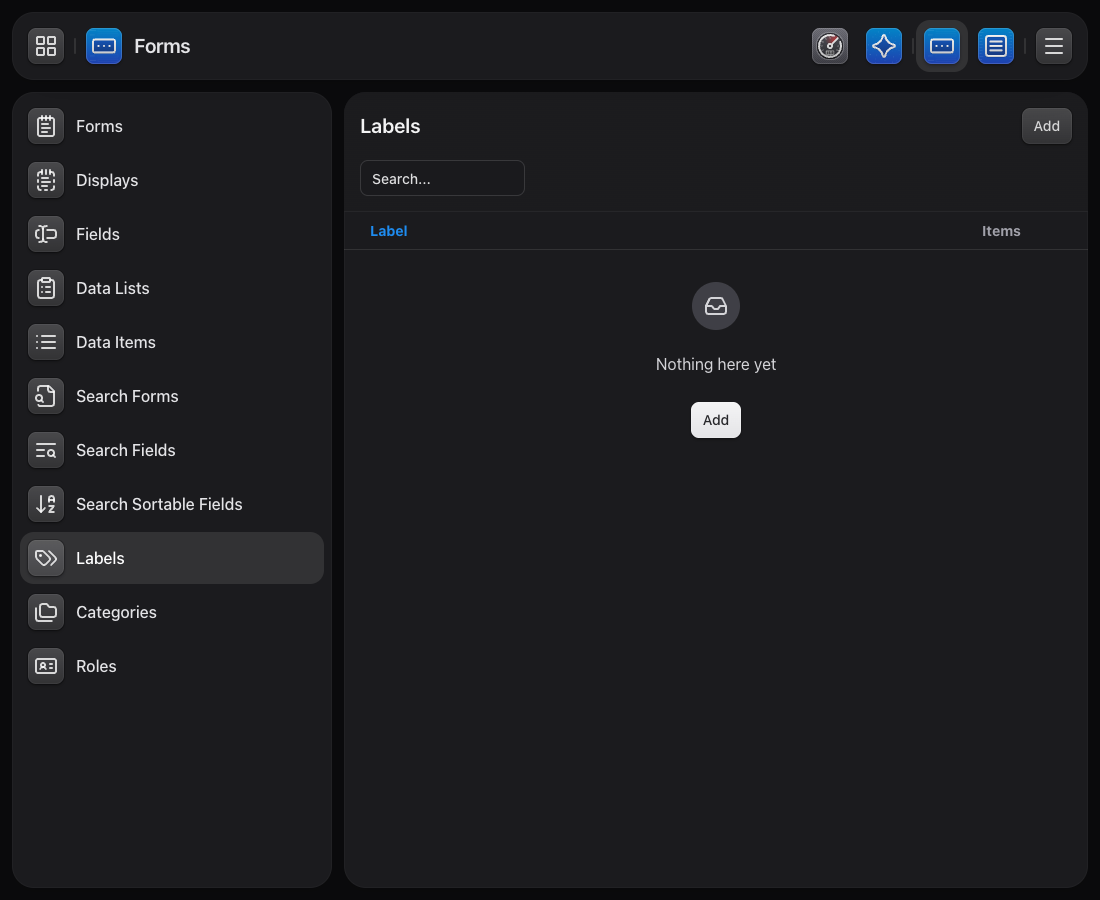 Forms
Forms
Displays
Fields
Data Lists
Data Items
Search Forms
Search Fields
Search Sortable Fields
Labels
Categories
Roles
Labels
Add
Search...
Label Items
Nothing here yet
Add